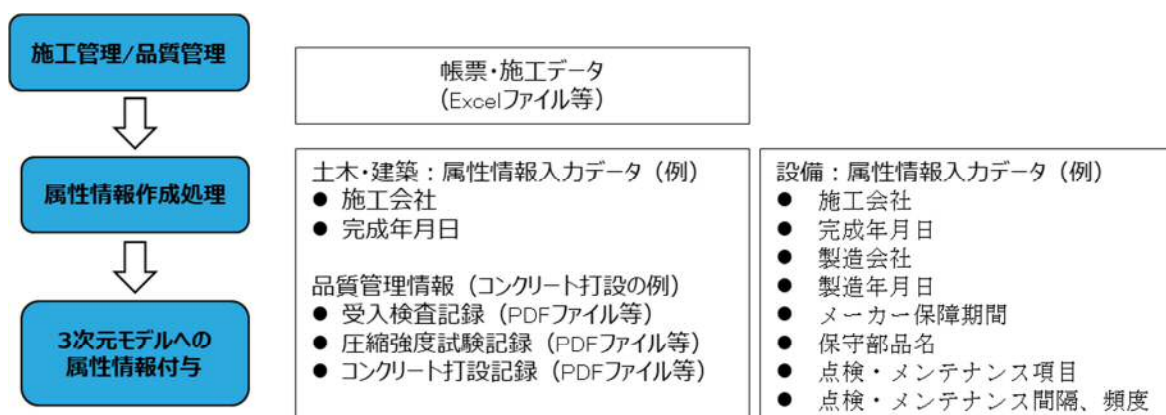 施工管理/品質管理
帳票・施工データ
(Excelファイル等)
属性情報作成処理
土木・建築：属性情報入力データ（例）
● 施工会社
● 完成年月日
品質管理情報（コンクリート打設の例）
● 受入検査記録（PDFファイル等）
● 圧縮強度試験記録（PDFファイル等）
● コンクリート打設記録（PDFファイル等）
設備：属性情報入力データ（例）
● 施工会社
● 完成年月日
● 製造会社
● 製造年月日
● メーカー保障期間
● 保守部品名
● 点検・メンテナンス項目
● 点検・メンテナンス間隔、頻度
3次元モデルへの
属性情報付与